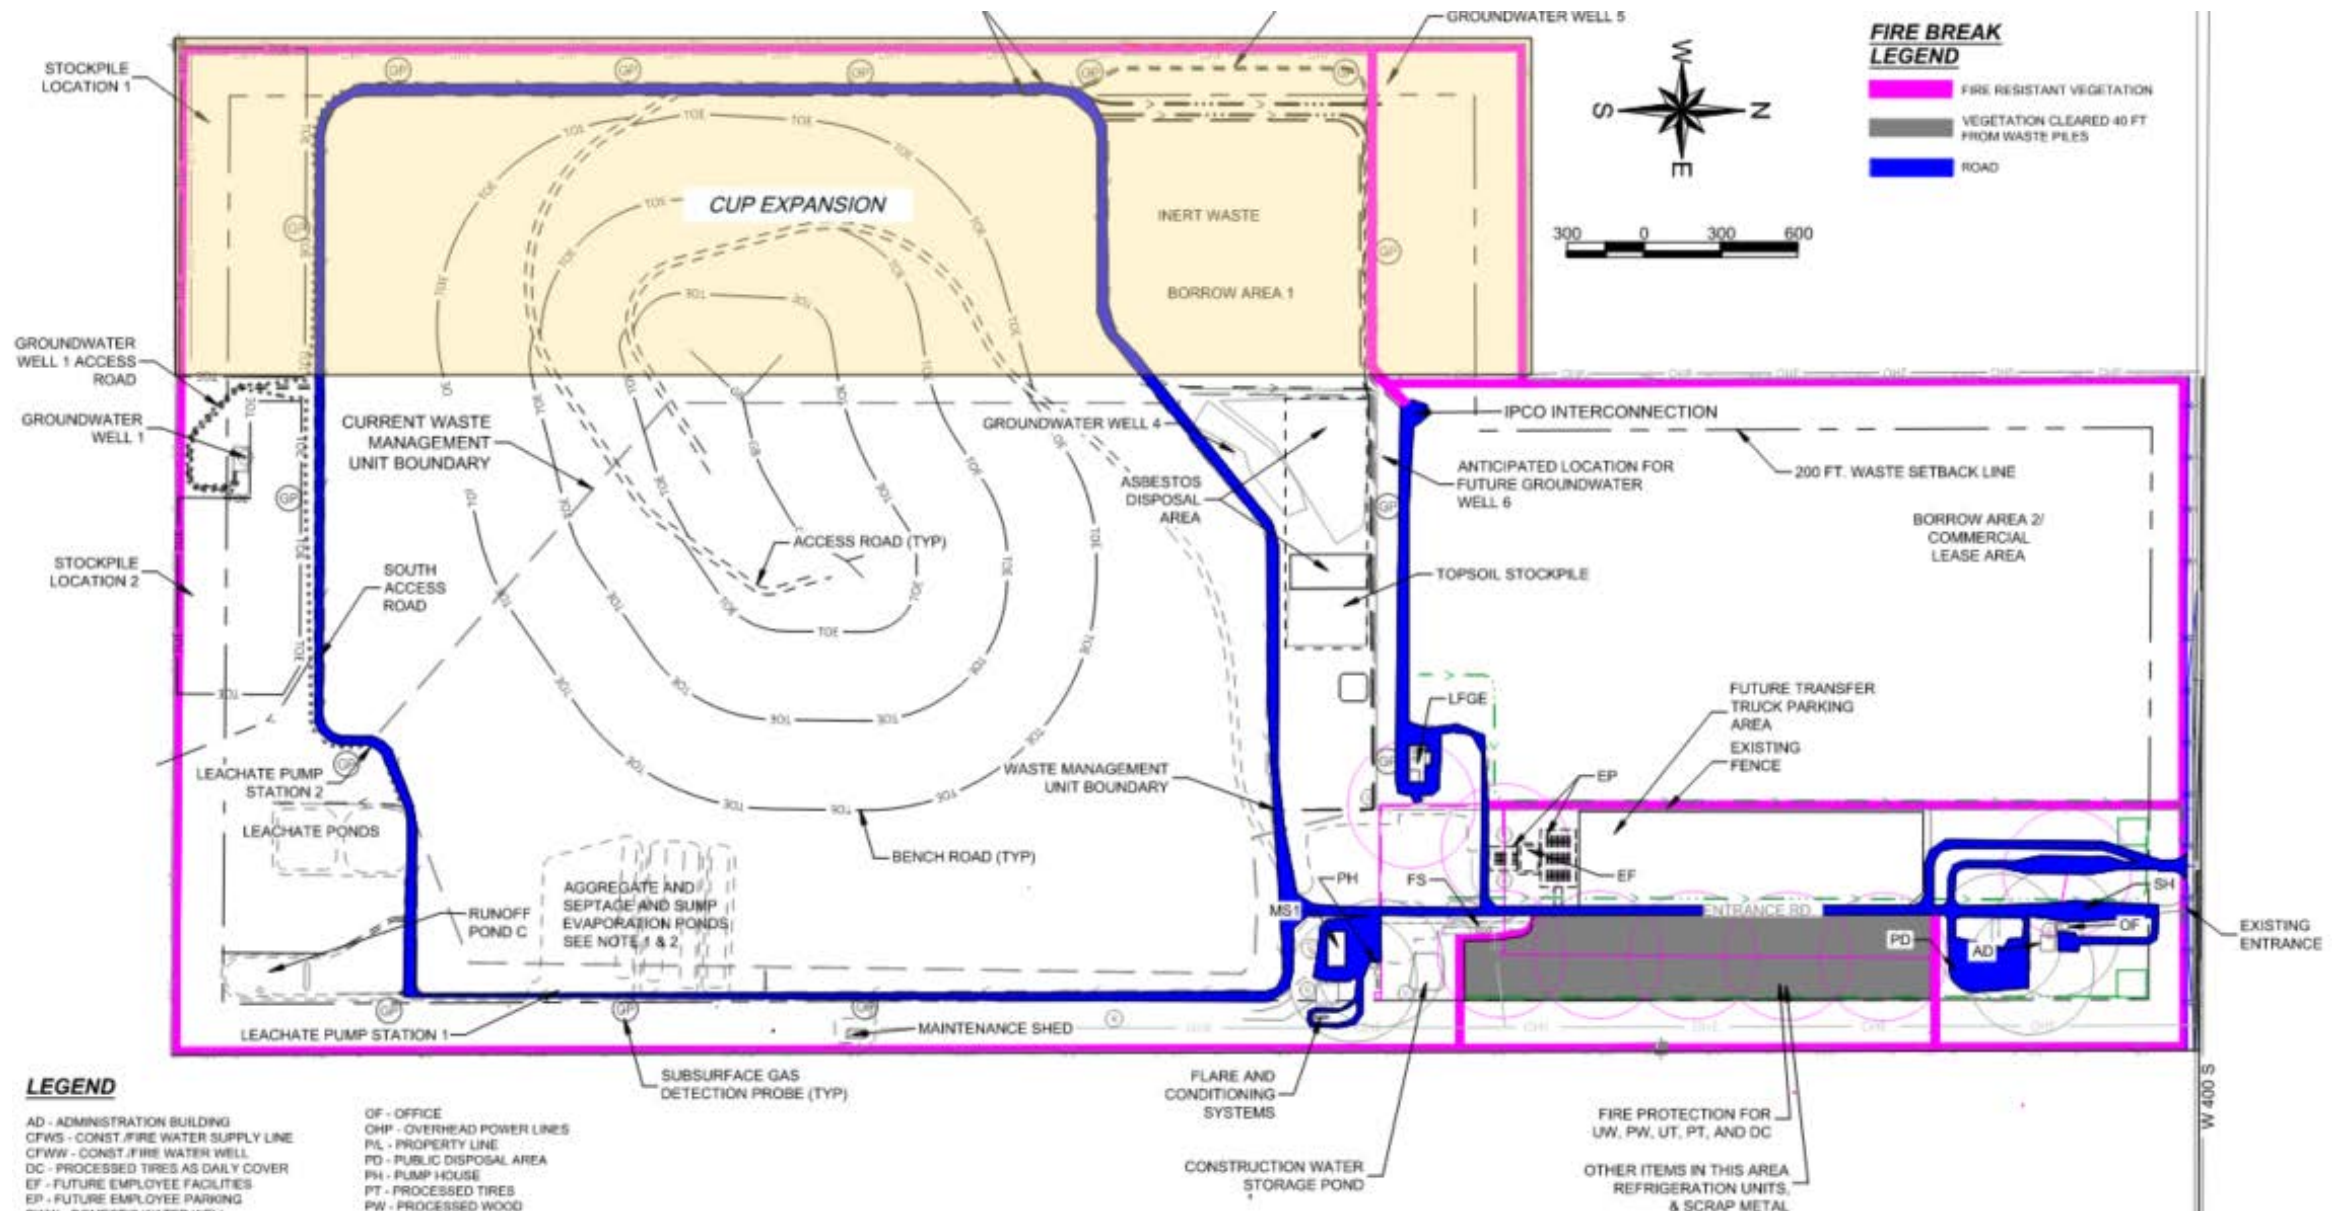 GROUNDWATER WELL 5
FIRE BREAK
LEGEND
FIRE RESISTANT VEGETATION
VEGETATION CLEARED 40 FT
FROM WASTE PILES
ROAD
W
S
N
E
300 0 300 600
STOCKPILE
LOCATION 1
GP GP GP GP GP
CUP EXPANSION
INERT WASTE
BORROW AREA 1
GROUNDWATER
WELL 1 ACCESS
ROAD
GROUNDWATER
WELL 1
CURRENT WASTE
MANAGEMENT
UNIT BOUNDARY
GROUNDWATER WELL 4
IPCO INTERCONNECTION
ASBESTOS
DISPOSAL
AREA
ANTICIPATED LOCATION FOR
FUTURE GROUNDWATER
WELL 6
200 FT. WASTE SETBACK LINE
BORROW AREA 2/
COMMERCIAL
LEASE AREA
STOCKPILE
LOCATION 2
SOUTH
ACCESS
ROAD
ACCESS ROAD (TYP)
TOPSOIL STOCKPILE
LFGE
FUTURE TRANSFER
TRUCK PARKING
AREA
EXISTING
FENCE
LEACHATE PUMP
STATION 2
WASTE MANAGEMENT
UNIT BOUNDARY
EP
LEACHATE PONDS
BENCH ROAD (TYP)
AGGREGATE AND
SEPTAGE AND SUMP
EVAPORATION PONDS
SEE NOTE 1 & 2
PH
FS
EF
SH
MS1
ENTRANCE RD
RUNOFF
POND C
PD
AD
OF
EXISTING
ENTRANCE
LEACHATE PUMP STATION 1
MAINTENANCE SHED
SUBSURFACE GAS
DETECTION PROBE (TYP)
FLARE AND
CONDITIONING
SYSTEMS
CONSTRUCTION WATER
STORAGE POND
FIRE PROTECTION FOR
UW, PW, UT, PT, AND DC
OTHER ITEMS IN THIS AREA
REFRIGERATION UNITS,
& SCRAP METAL
W 400 S
LEGEND
AD - ADMINISTRATION BUILDING
CFWS - CONST./FIRE WATER SUPPLY LINE
CFWW - CONST./FIRE WATER WELL
DC - PROCESSED TIRES AS DAILY COVER
EF - FUTURE EMPLOYEE FACILITIES
EP - FUTURE EMPLOYEE PARKING
OF - OFFICE
OHP - OVERHEAD POWER LINES
P/L - PROPERTY LINE
PD - PUBLIC DISPOSAL AREA
PH - PUMP HOUSE
PT - PROCESSED TIRES
PW - PROCESSED WOOD